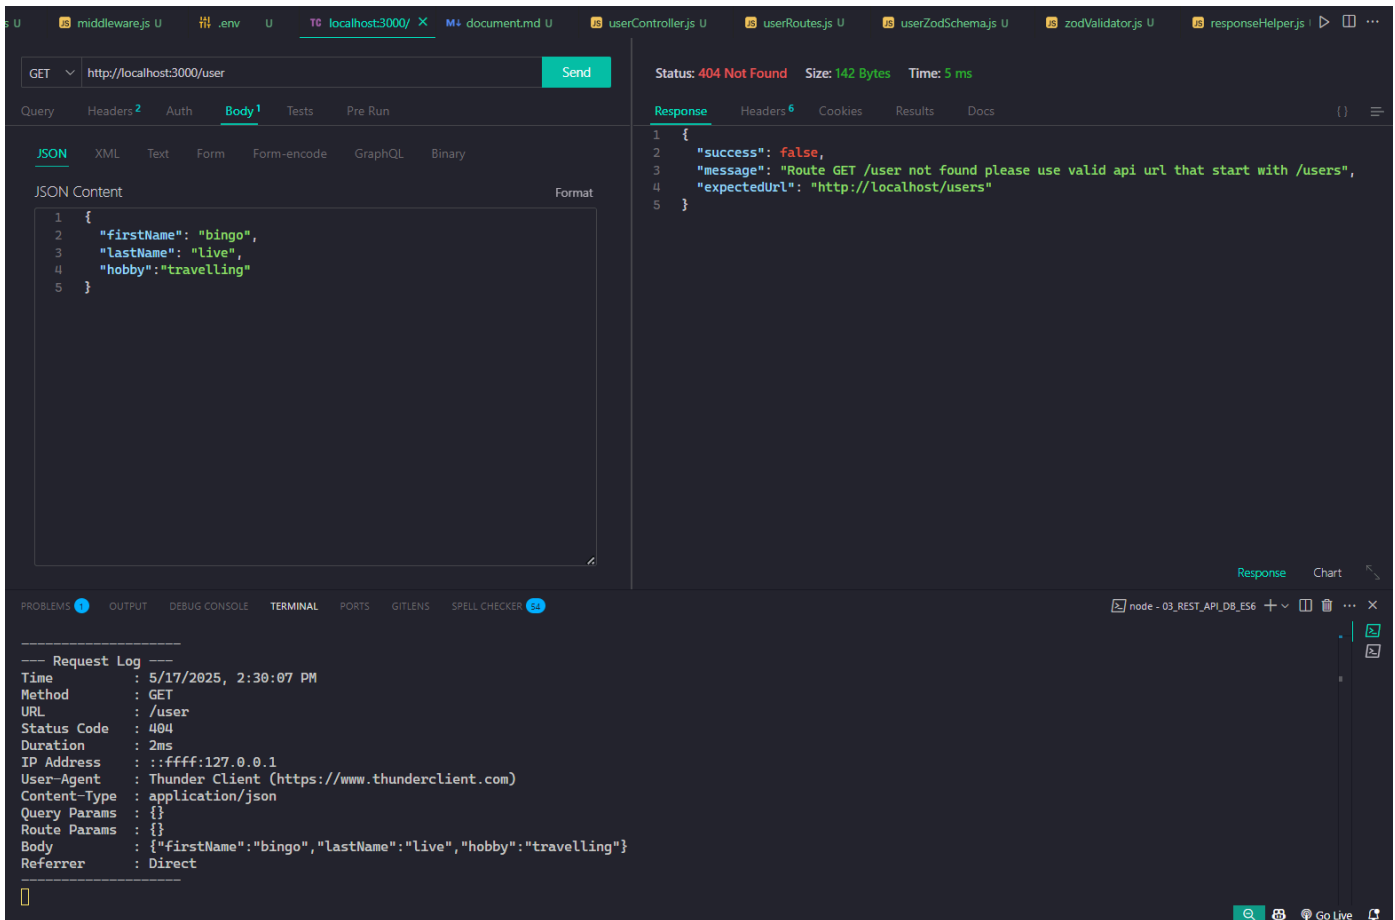 s U middleware.js U .env U TC localhost:3000/ × M↓ document.md U JS userController.js U JS userRoutes.js U JS userZodSchema.js U JS zodValidator.js U JS responseHelper.js
GET http://localhost:3000/user Send
Query Headers 2 Auth Body 1 Tests Pre Run
JSON XML Text Form Form-encode GraphQL Binary
JSON Content Format
1 {
2 "firstName": "bingo",
3 "lastName": "live",
4 "hobby":"travelling"
5 }
Status: 404 Not Found Size: 142 Bytes Time: 5 ms
Response Headers 6 Cookies Results Docs {}
1 {
2 "success": false,
3 "message": "Route GET /user not found please use valid api url that start with /users",
4 "expectedUrl": "http://localhost/users"
5 }
Response Chart
PROBLEMS 1 OUTPUT DEBUG CONSOLE TERMINAL PORTS GITLENS SPELL CHECKER 54 node - 03_REST_API_DB_ES6
--------------------
--- Request Log ---
Time : 5/17/2025, 2:30:07 PM
Method : GET
URL : /user
Status Code : 404
Duration : 2ms
IP Address : ::ffff:127.0.0.1
User-Agent : Thunder Client (https://www.thunderclient.com)
Content-Type : application/json
Query Params : {}
Route Params : {}
Body : {"firstName":"bingo","lastName":"live","hobby":"travelling"}
Referrer : Direct
--------------------
Go Live